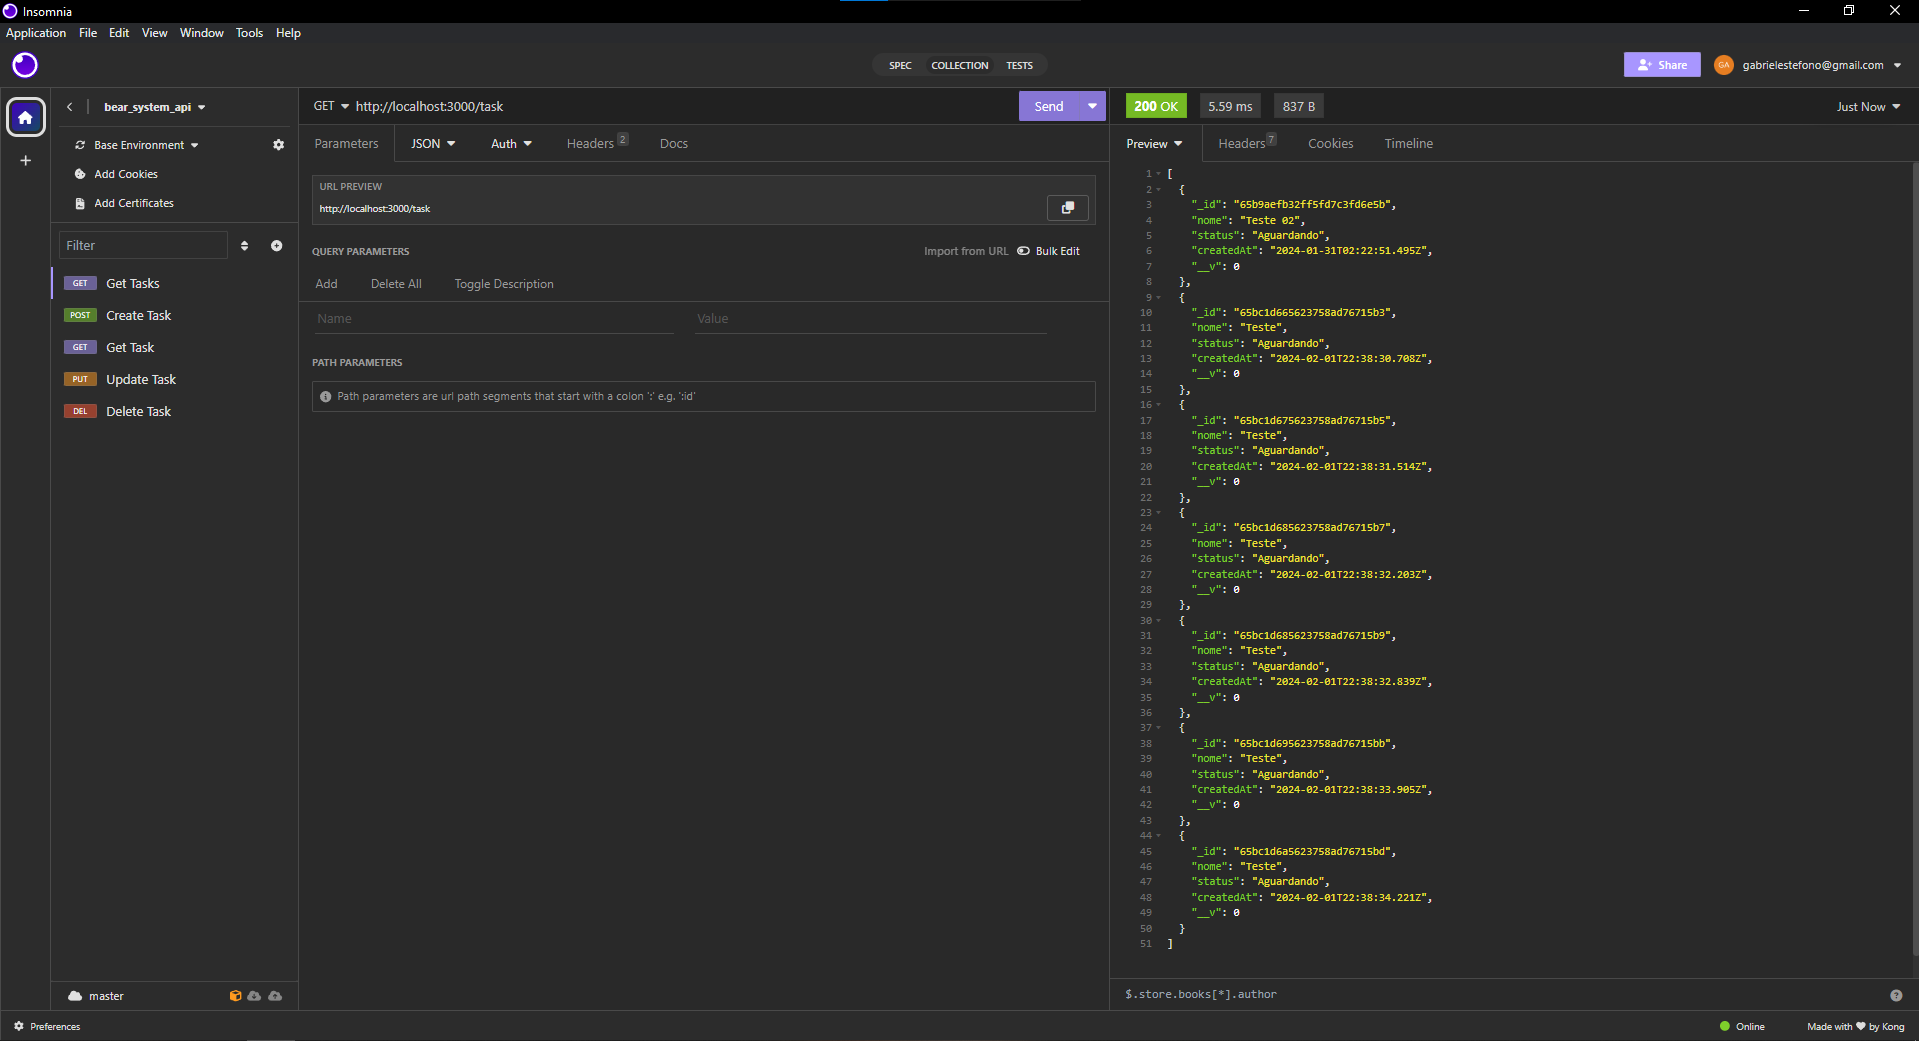 Insomnia
Application File Edit View Window Tools Help
SPEC COLLECTION TESTS
Share
GA gabrielestefono@gmail.com
bear_system_api
Base Environment
Add Cookies
Add Certificates
Filter
GET Get Tasks
POST Create Task
GET Get Task
PUT Update Task
DEL Delete Task
master
GET http://localhost:3000/task Send
Parameters JSON Auth Headers 2 Docs
URL PREVIEW
http://localhost:3000/task
QUERY PARAMETERS Import from URL Bulk Edit
Add Delete All Toggle Description
Name Value
PATH PARAMETERS
Path parameters are url path segments that start with a colon ':' e.g. ':id'
200 OK 5.59 ms 837 B Just Now
Preview Headers 7 Cookies Timeline
1 [
2 {
3 "_id": "65b9aefb32ff5fd7c3fd6e5b",
4 "nome": "Teste 02",
5 "status": "Aguardando",
6 "createdAt": "2024-01-31T02:22:51.495Z",
7 "__v": 0
8 },
9 {
10 "_id": "65bc1d665623758ad76715b3",
11 "nome": "Teste",
12 "status": "Aguardando",
13 "createdAt": "2024-02-01T22:38:30.708Z",
14 "__v": 0
15 },
16 {
17 "_id": "65bc1d675623758ad76715b5",
18 "nome": "Teste",
19 "status": "Aguardando",
20 "createdAt": "2024-02-01T22:38:31.514Z",
21 "__v": 0
22 },
23 {
24 "_id": "65bc1d685623758ad76715b7",
25 "nome": "Teste",
26 "status": "Aguardando",
27 "createdAt": "2024-02-01T22:38:32.203Z",
28 "__v": 0
29 },
30 {
31 "_id": "65bc1d685623758ad76715b9",
32 "nome": "Teste",
33 "status": "Aguardando",
34 "createdAt": "2024-02-01T22:38:32.839Z",
35 "__v": 0
36 },
37 {
38 "_id": "65bc1d695623758ad76715bb",
39 "nome": "Teste",
40 "status": "Aguardando",
41 "createdAt": "2024-02-01T22:38:33.905Z",
42 "__v": 0
43 },
44 {
45 "_id": "65bc1d6a5623758ad76715bd",
46 "nome": "Teste",
47 "status": "Aguardando",
48 "createdAt": "2024-02-01T22:38:34.221Z",
49 "__v": 0
50 }
51 ]
$.store.books[*].author
Preferences
Online Made with by Kong